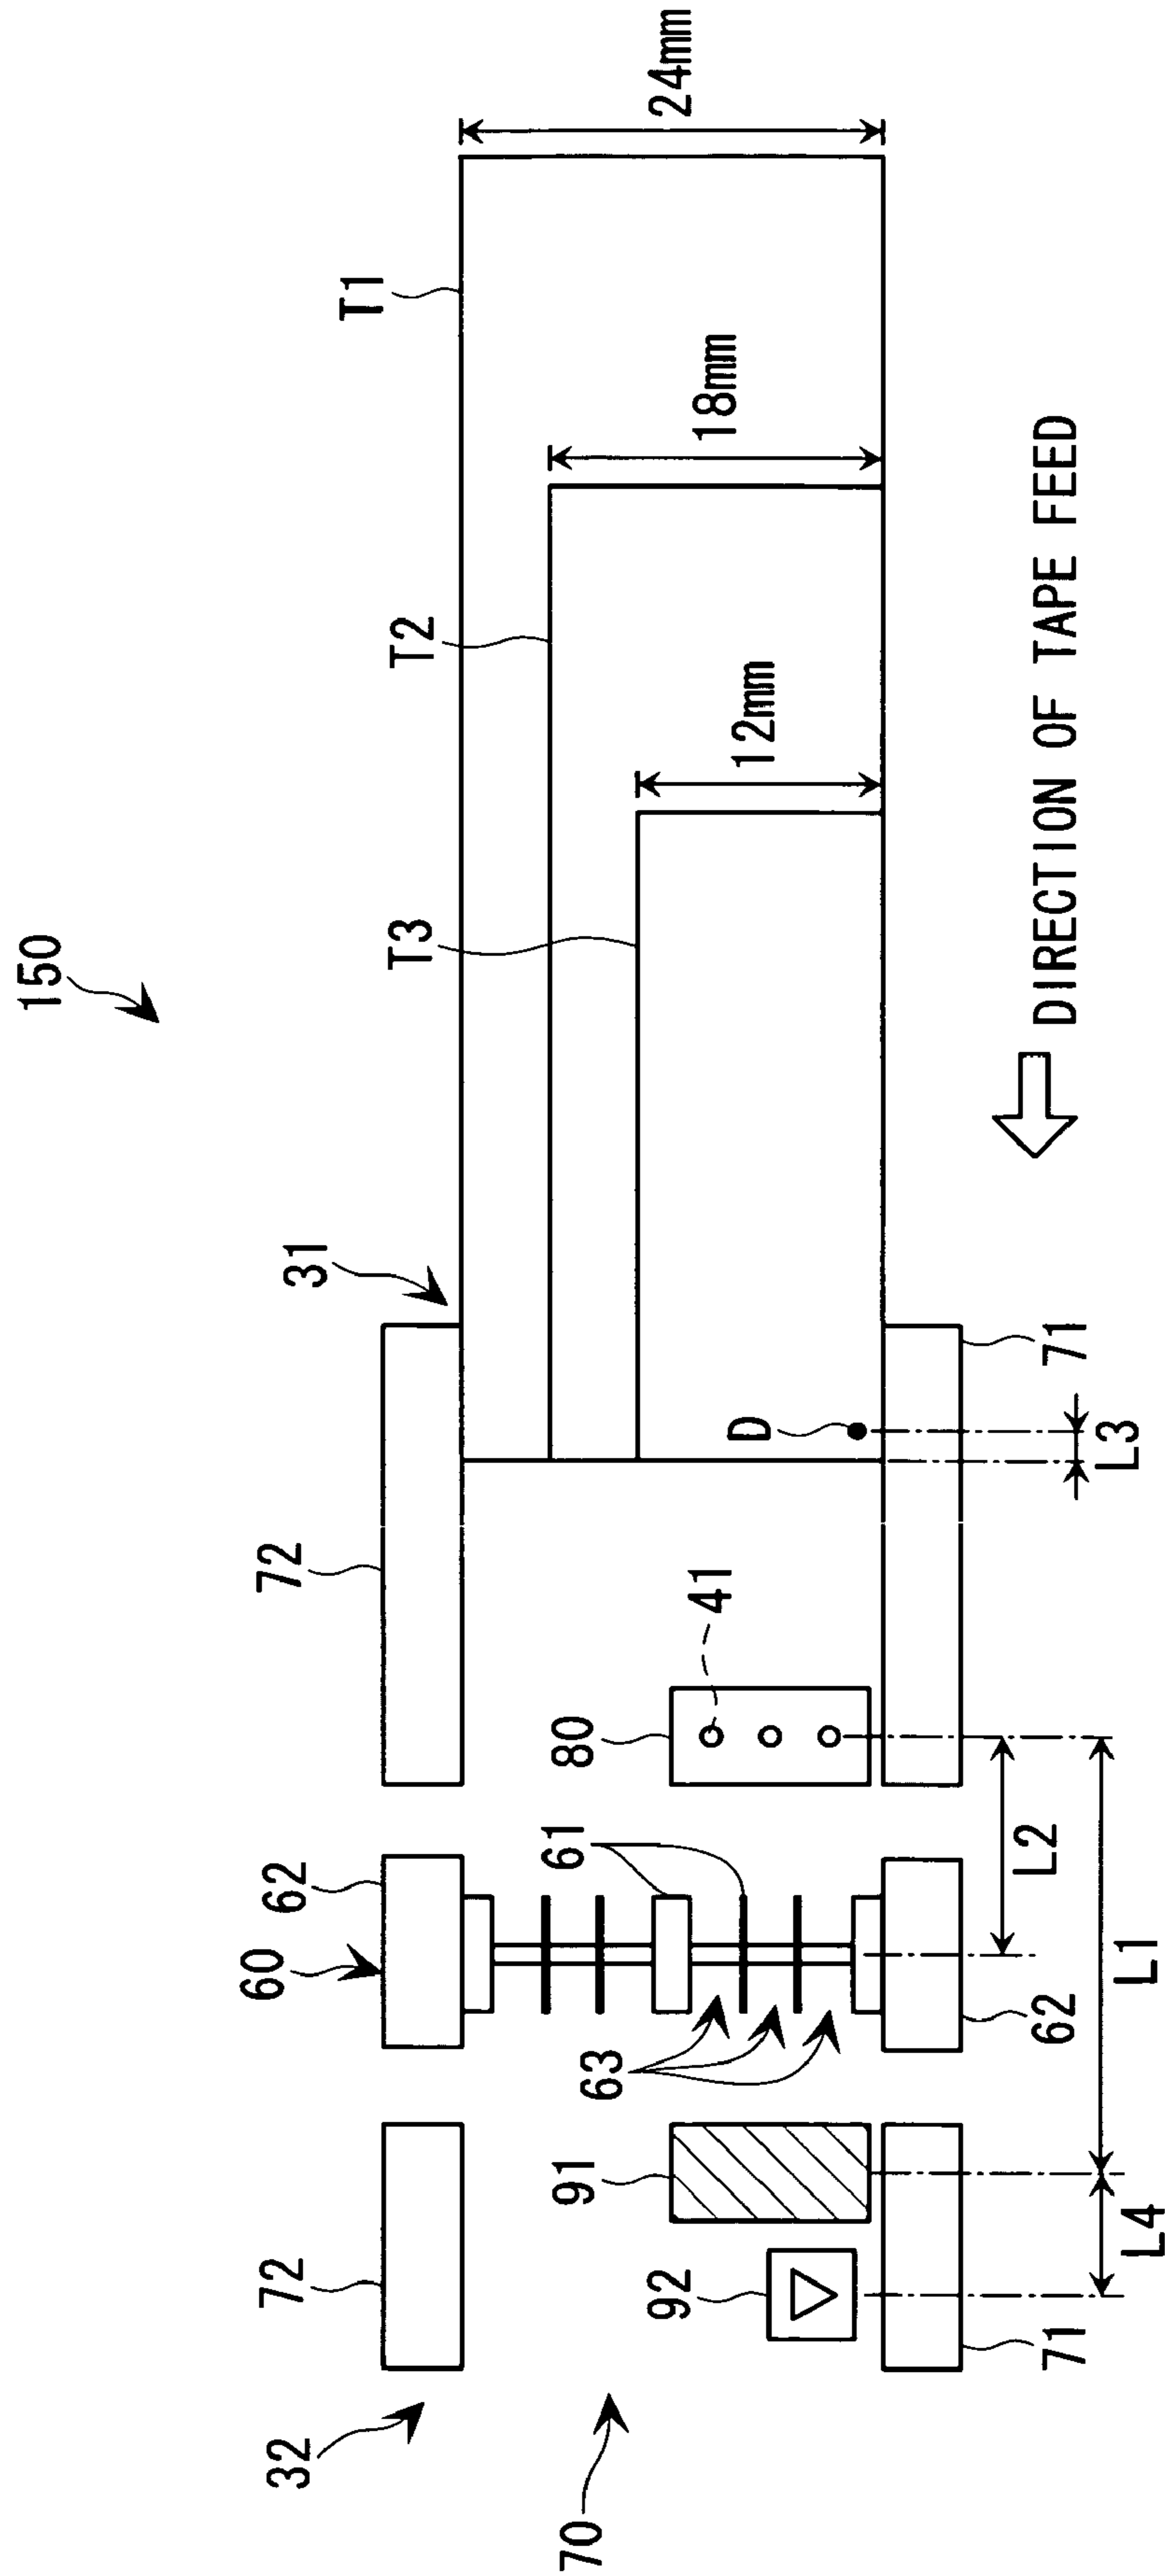 150
T1
24mm
T2
18mm
T3
12mm
31
72
D
41
80
61
62
60
63
91
92
72
32
70
DIRECTION OF TAPE FEED
71
L3
L2
L1
62
L4
71